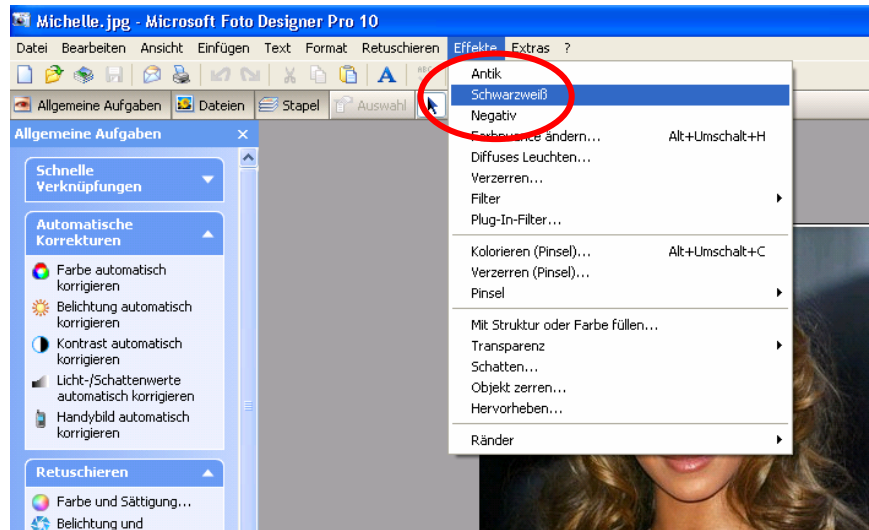 Michelle.jpg - Microsoft Foto Designer Pro 10
Datei Bearbeiten Ansicht Einfügen Text Format Retuschieren Effekte Extras ?
A ABC
Allgemeine Aufgaben Dateien Stapel Auswahl
Allgemeine Aufgaben
Schnelle
Verknüpfungen
Automatische
Korrekturen
Farbe automatisch
korrigieren
Belichtung automatisch
korrigieren
Kontrast automatisch
korrigieren
Licht-/Schattenwerte
automatisch korrigieren
Handybild automatisch
korrigieren
Retuschieren
Farbe und Sättigung...
Belichtung und
Antik
Schwarzweiß
Negativ
Farbnuance ändern... Alt+Umschalt+H
Diffuses Leuchten...
Verzerren...
Filter
Plug-In-Filter...
Kolorieren (Pinsel)... Alt+Umschalt+C
Verzerren (Pinsel)...
Pinsel
Mit Struktur oder Farbe füllen...
Transparenz
Schatten...
Objekt zerren...
Hervorheben...
Ränder